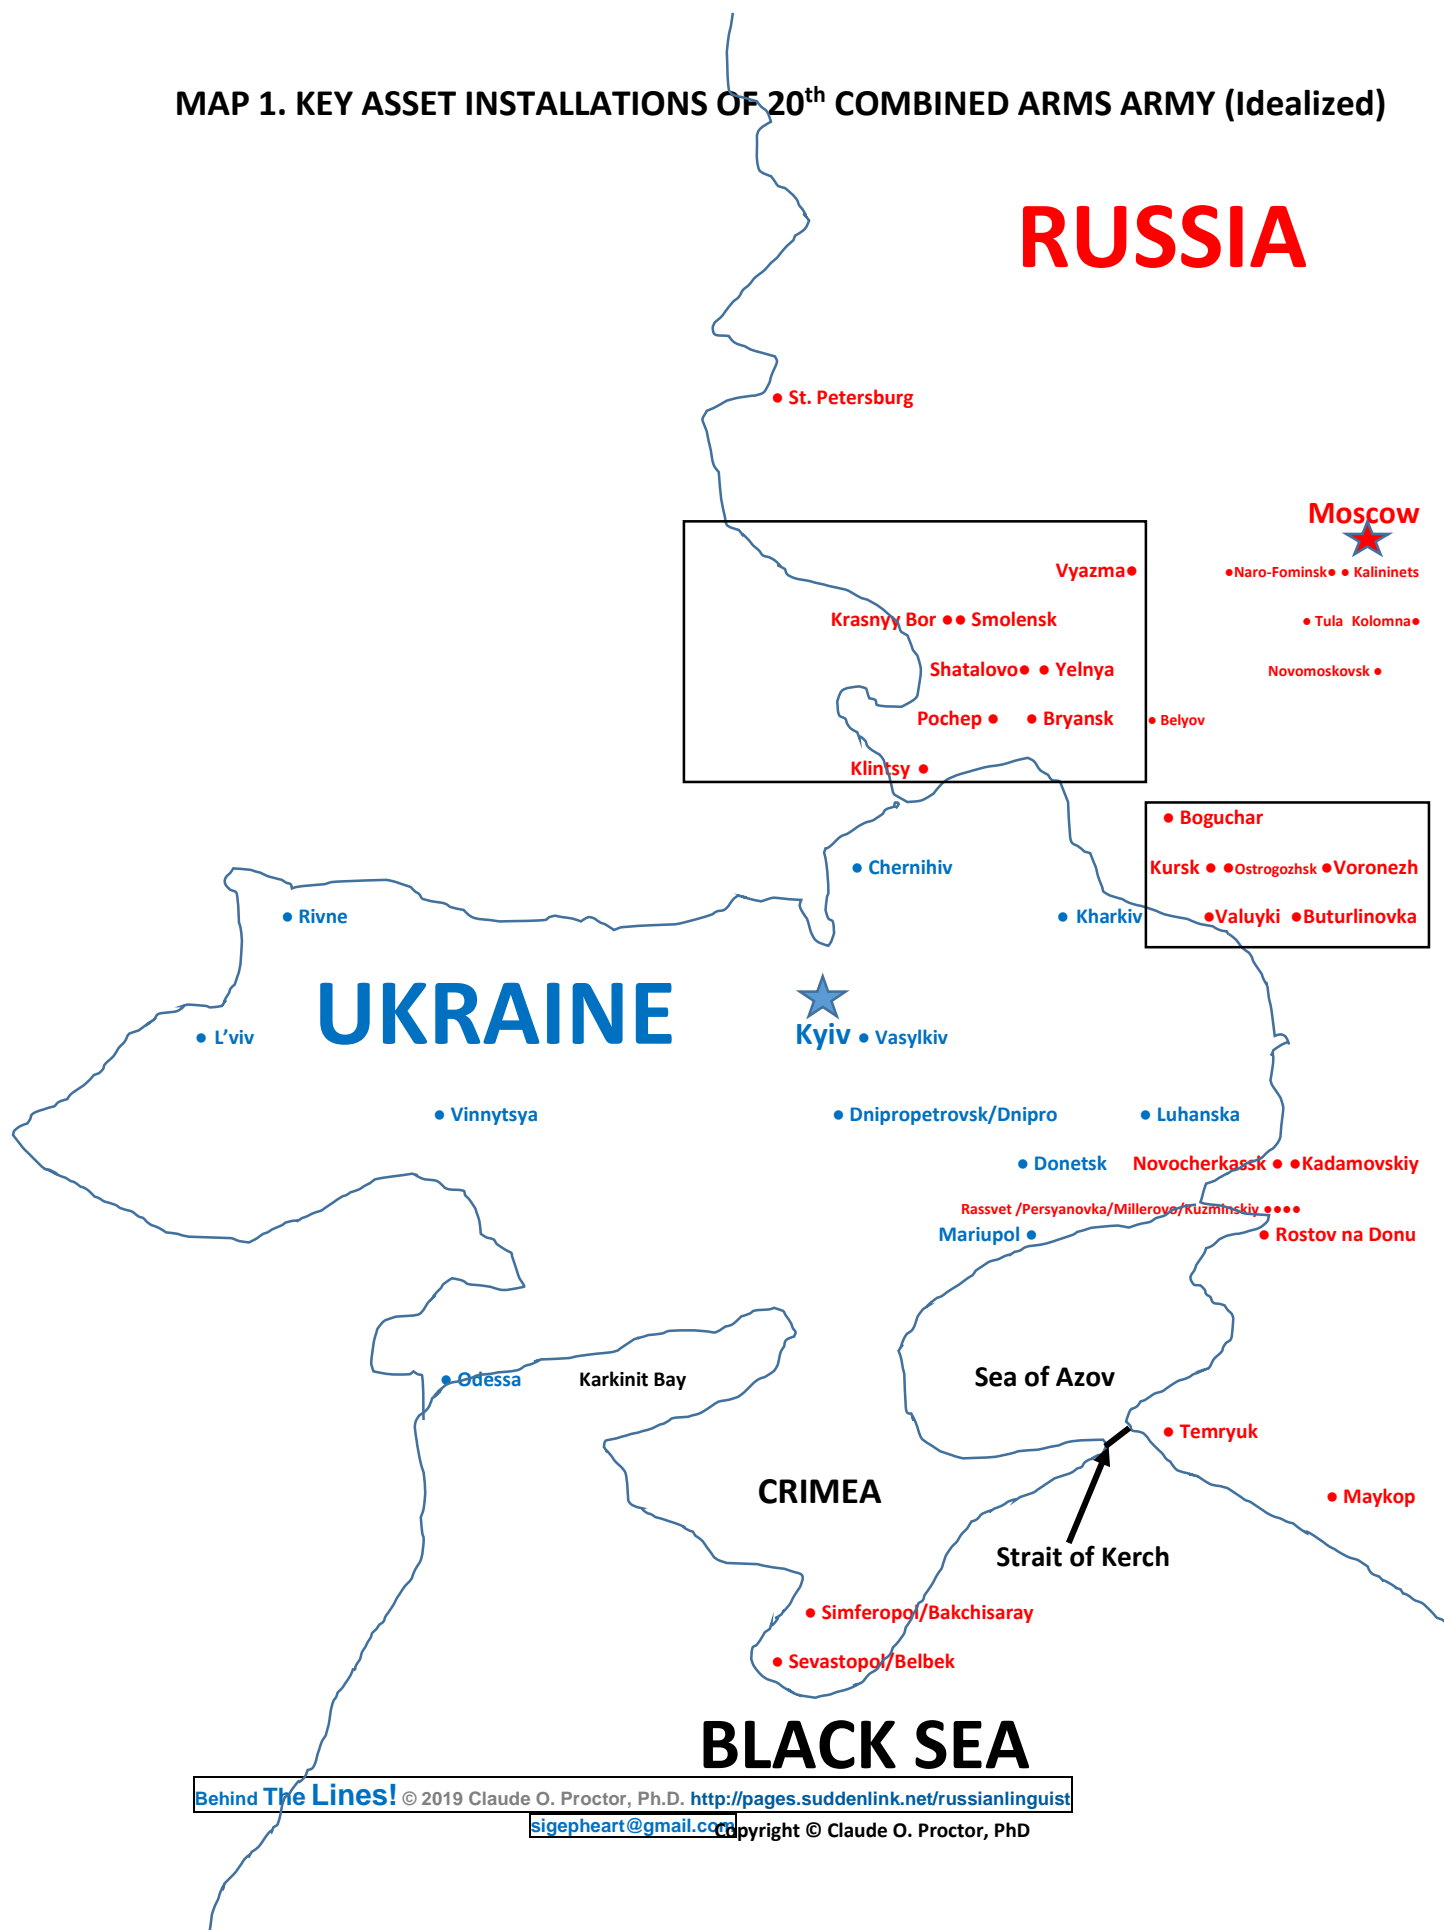 MAP 1. KEY ASSET INSTALLATIONS OF 20th COMBINED ARMS ARMY (Idealized)
RUSSIA
● St. Petersburg
Moscow
Vyazma●
●Naro-Fominsk● ● Kalininets
Krasnyy Bor ●● Smolensk
● Tula Kolomna●
Shatalovo● ● Yelnya
Novomoskovsk ●
Pochep ● ● Bryansk
● Belyov
Klintsy ●
● Boguchar
● Chernihiv
Kursk ● ●Ostrogozhsk ●Voronezh
● Rivne
● Kharkiv
●Valuyki ●Buturlinovka
UKRAINE
● L'viv
Kyiv ● Vasylkiv
● Vinnytsya
● Dnipropetrovsk/Dnipro
● Luhanska
● Donetsk
Novocherkassk ● ●Kadamovskiy
Rassvet /Persyanovka/Millerovo/Kuzminskiy ●●●●
Mariupol ●
● Rostov na Donu
● Odessa
Karkinit Bay
Sea of Azov
● Temryuk
CRIMEA
● Maykop
Strait of Kerch
● Simferopol/Bakchisaray
● Sevastopol/Belbek
BLACK SEA
Behind The Lines! © 2019 Claude O. Proctor, Ph.D. http://pages.suddenlink.net/russianlinguist
sigepheart@gmail.com
Copyright © Claude O. Proctor, PhD